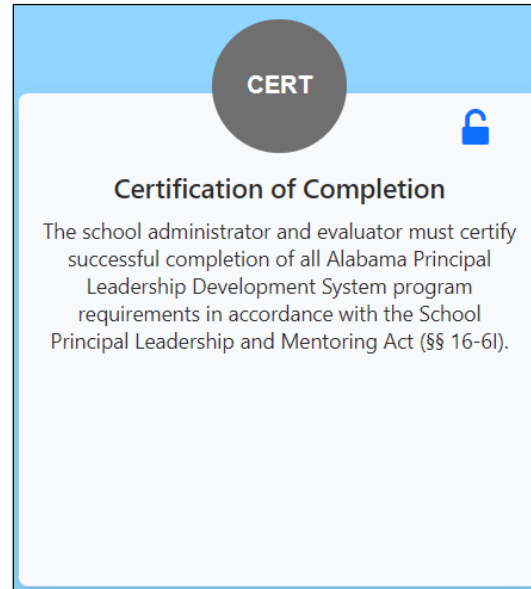 CERT
Certification of Completion
The school administrator and evaluator must certify
successful completion of all Alabama Principal
Leadership Development System program
requirements in accordance with the School
Principal Leadership and Mentoring Act (§§ 16-6I).